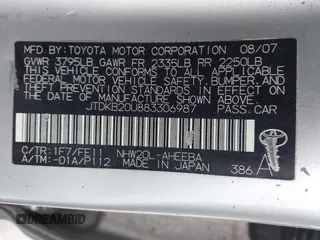 MFD. BY: TOYOTA MOTOR CORPORATION 08/07
GVWR 3795LB GAWR FR 2335LB RR 2250LB
THIS VEHICLE CONFORMS TO ALL APPLICABLE
FEDERAL MOTOR VEHICLE SAFETY, BUMPER, AND
THEFT PREVENTION STANDARDS IN EFFECT ON
THE DATE OF MANUFACTURE SHOWN ABOVE.
JTDKB20U883306987 PASS.CAR
C/TR:1F7/FE11 NHW20L-AHEEBA
A/TM:-01A/P112 MADE IN JAPAN 386 A
DREAMBID